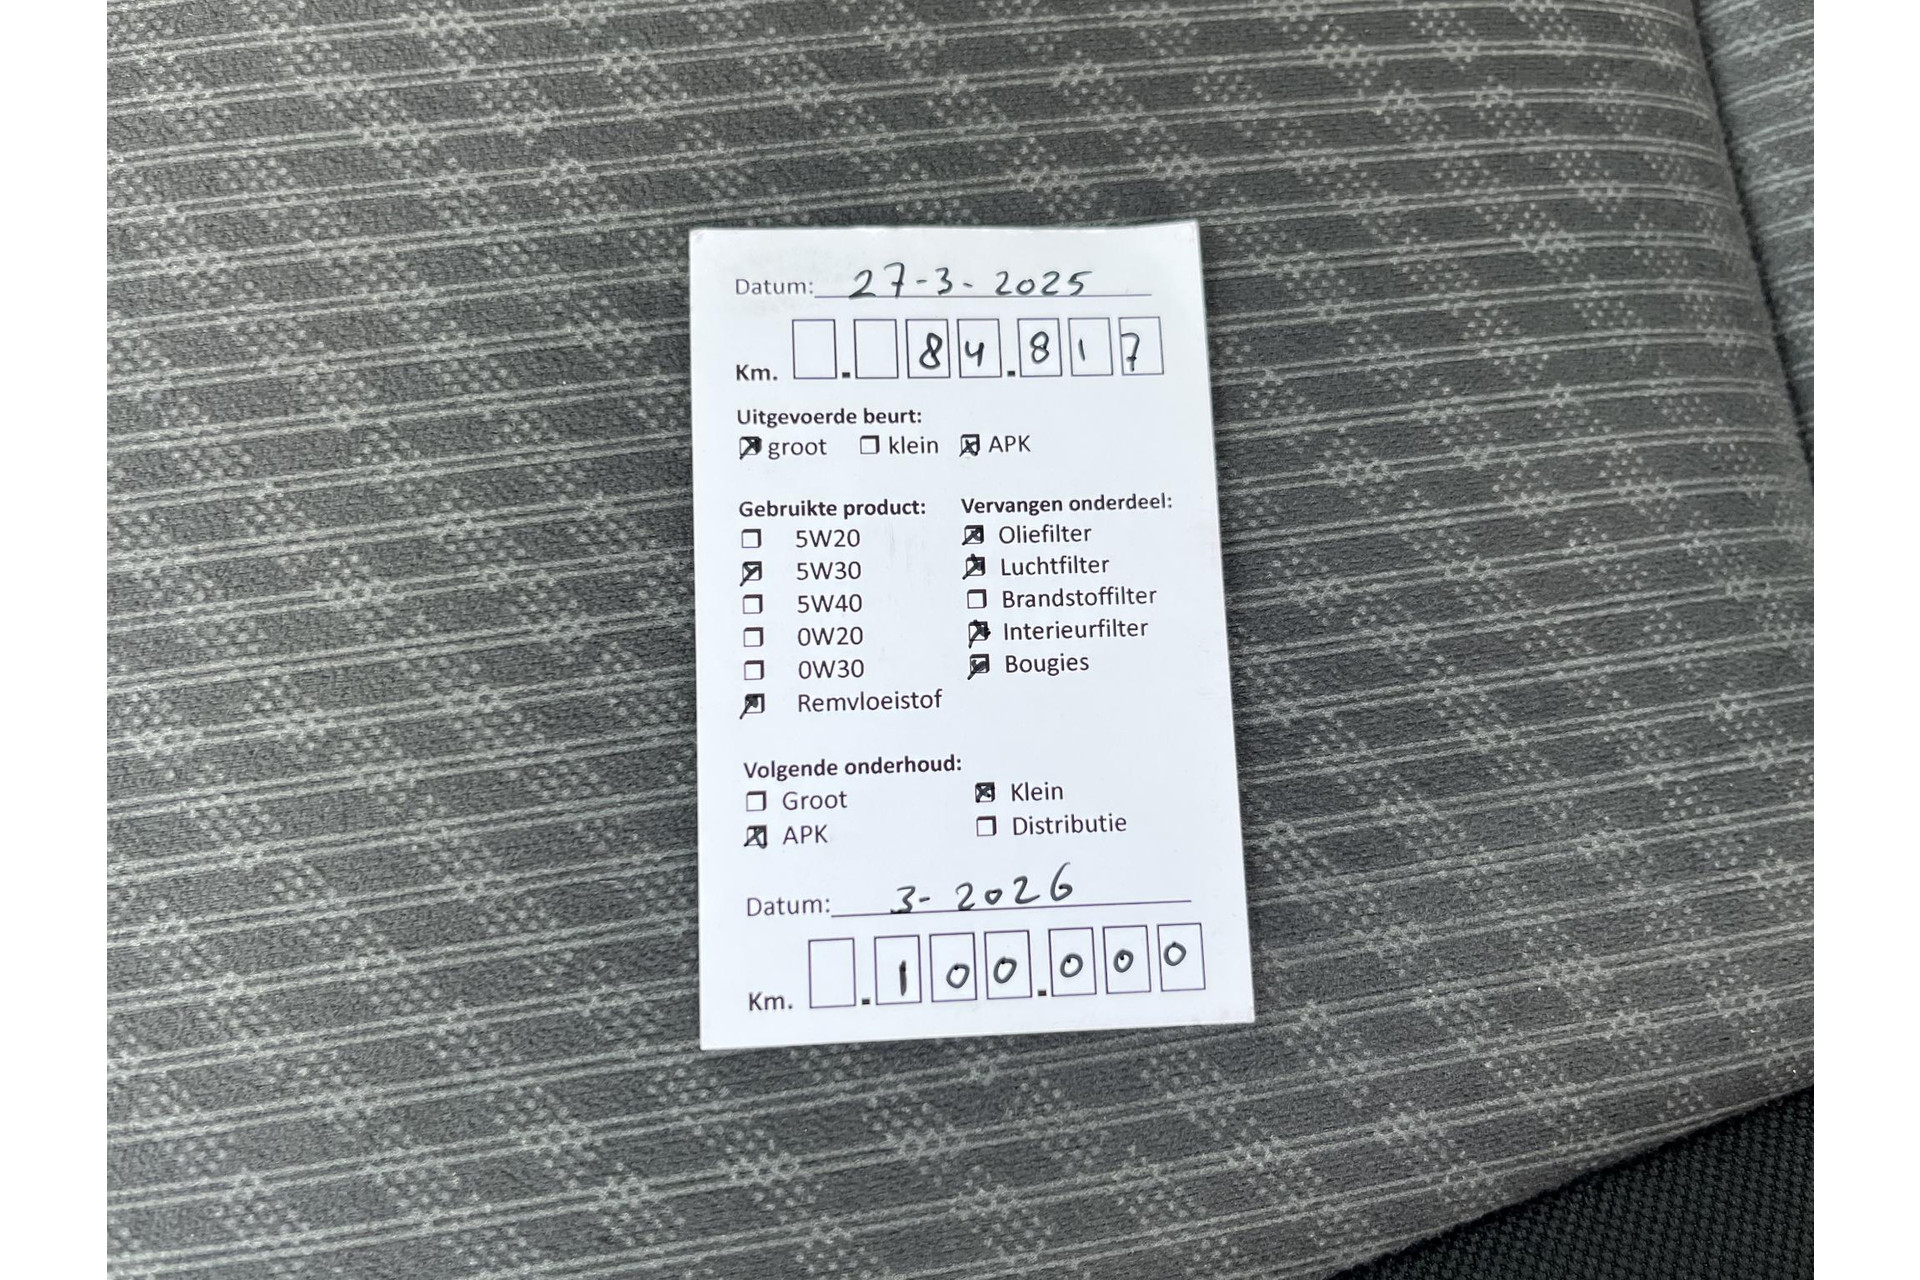 Datum: 27-3-2025
Km. 84.817
Uitgevoerde beurt:
☒ groot ☐ klein ☒ APK
Gebruikte product: Vervangen onderdeel:
☐ 5W20 ☒ Oliefilter
☒ 5W30 ☒ Luchtfilter
☐ 5W40 ☐ Brandstoffilter
☐ 0W20 ☒ Interieurfilter
☐ 0W30 ☒ Bougies
☒ Remvloeistof
Volgende onderhoud:
☐ Groot ☒ Klein
☒ APK ☐ Distributie
Datum: 3-2026
Km. .100.000